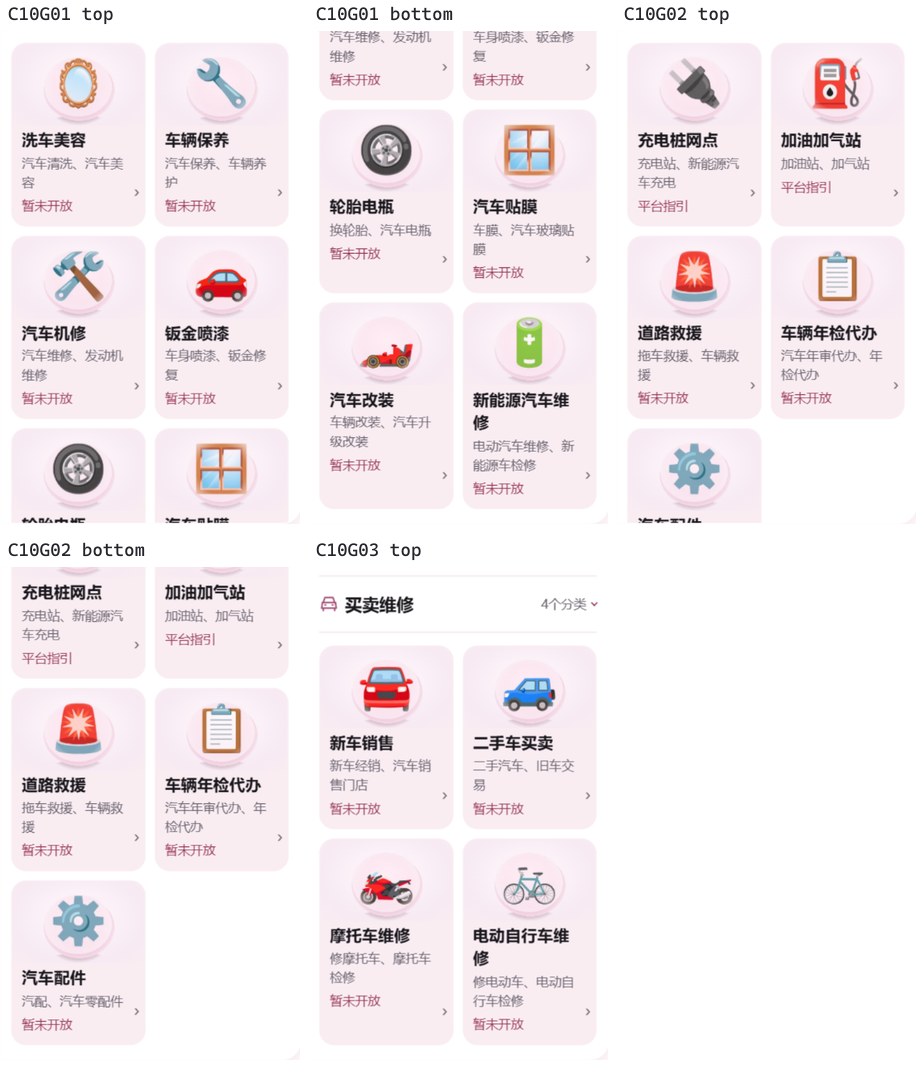 C10G01 top
洗车美容
汽车清洗、汽车美
容
暂未开放
车辆保养
汽车保养、车辆养
护
暂未开放
汽车机修
汽车维修、发动机
维修
暂未开放
钣金喷漆
车身喷漆、钣金修
复
暂未开放
轮胎电瓶
汽车贴膜
C10G01 bottom
汽车维修、发动机
维修
暂未开放
车身喷漆、钣金修
复
暂未开放
轮胎电瓶
换轮胎、汽车电瓶
暂未开放
汽车贴膜
车膜、汽车玻璃贴
膜
暂未开放
汽车改装
车辆改装、汽车升
级改装
暂未开放
新能源汽车维
修
电动汽车维修、新
能源车检修
暂未开放
C10G02 top
充电桩网点
充电站、新能源汽
车充电
平台指引
加油加气站
加油站、加气站
平台指引
道路救援
拖车救援、车辆救
援
暂未开放
车辆年检代办
汽车年审代办、年
检代办
暂未开放
汽车配件
C10G02 bottom
充电桩网点
充电站、新能源汽
车充电
平台指引
加油加气站
加油站、加气站
平台指引
道路救援
拖车救援、车辆救
援
暂未开放
车辆年检代办
汽车年审代办、年
检代办
暂未开放
汽车配件
汽配、汽车零配件
暂未开放
C10G03 top
买卖维修
4个分类
新车销售
新车经销、汽车销
售门店
暂未开放
二手车买卖
二手汽车、旧车交
易
暂未开放
摩托车维修
修摩托车、摩托车
检修
暂未开放
电动自行车维
修
修电动车、电动自
行车检修
暂未开放